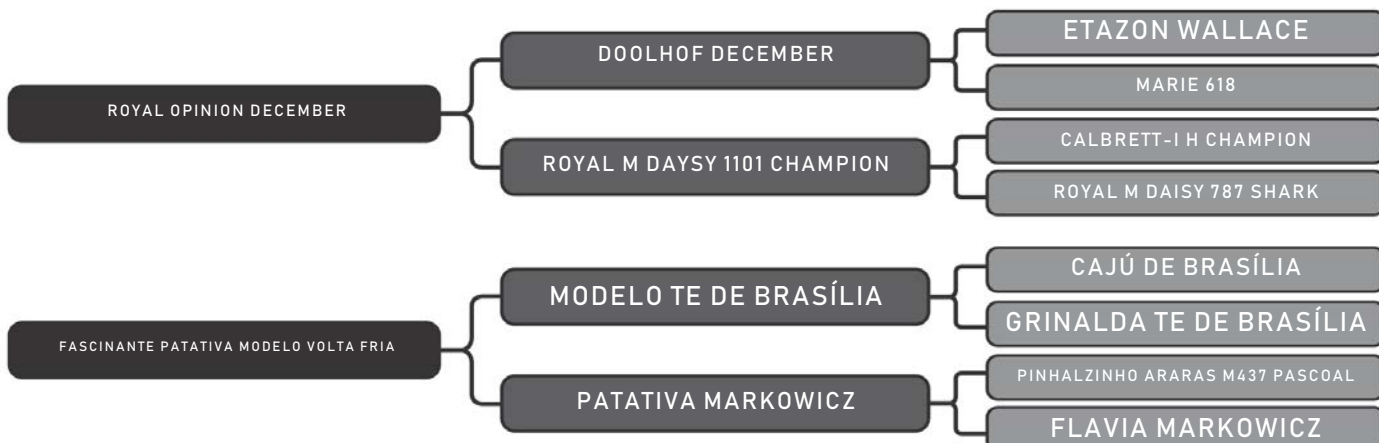 ROYAL OPINION DECEMBER
DOOLHOF DECEMBER
ETAZON WALLACE
MARIE 618
ROYAL M DAYSY 1101 CHAMPION
CALBRETT-I H CHAMPION
ROYAL M DAISY 787 SHARK
FASCINANTE PATATIVA MODELO VOLTA FRIA
MODELO TE DE BRASÍLIA
CAJÚ DE BRASÍLIA
GRINALDA TE DE BRASÍLIA
PATATIVA MARKOWICZ
PINHALZINHO ARARAS M437 PASCOAL
FLAVIA MARKOWICZ